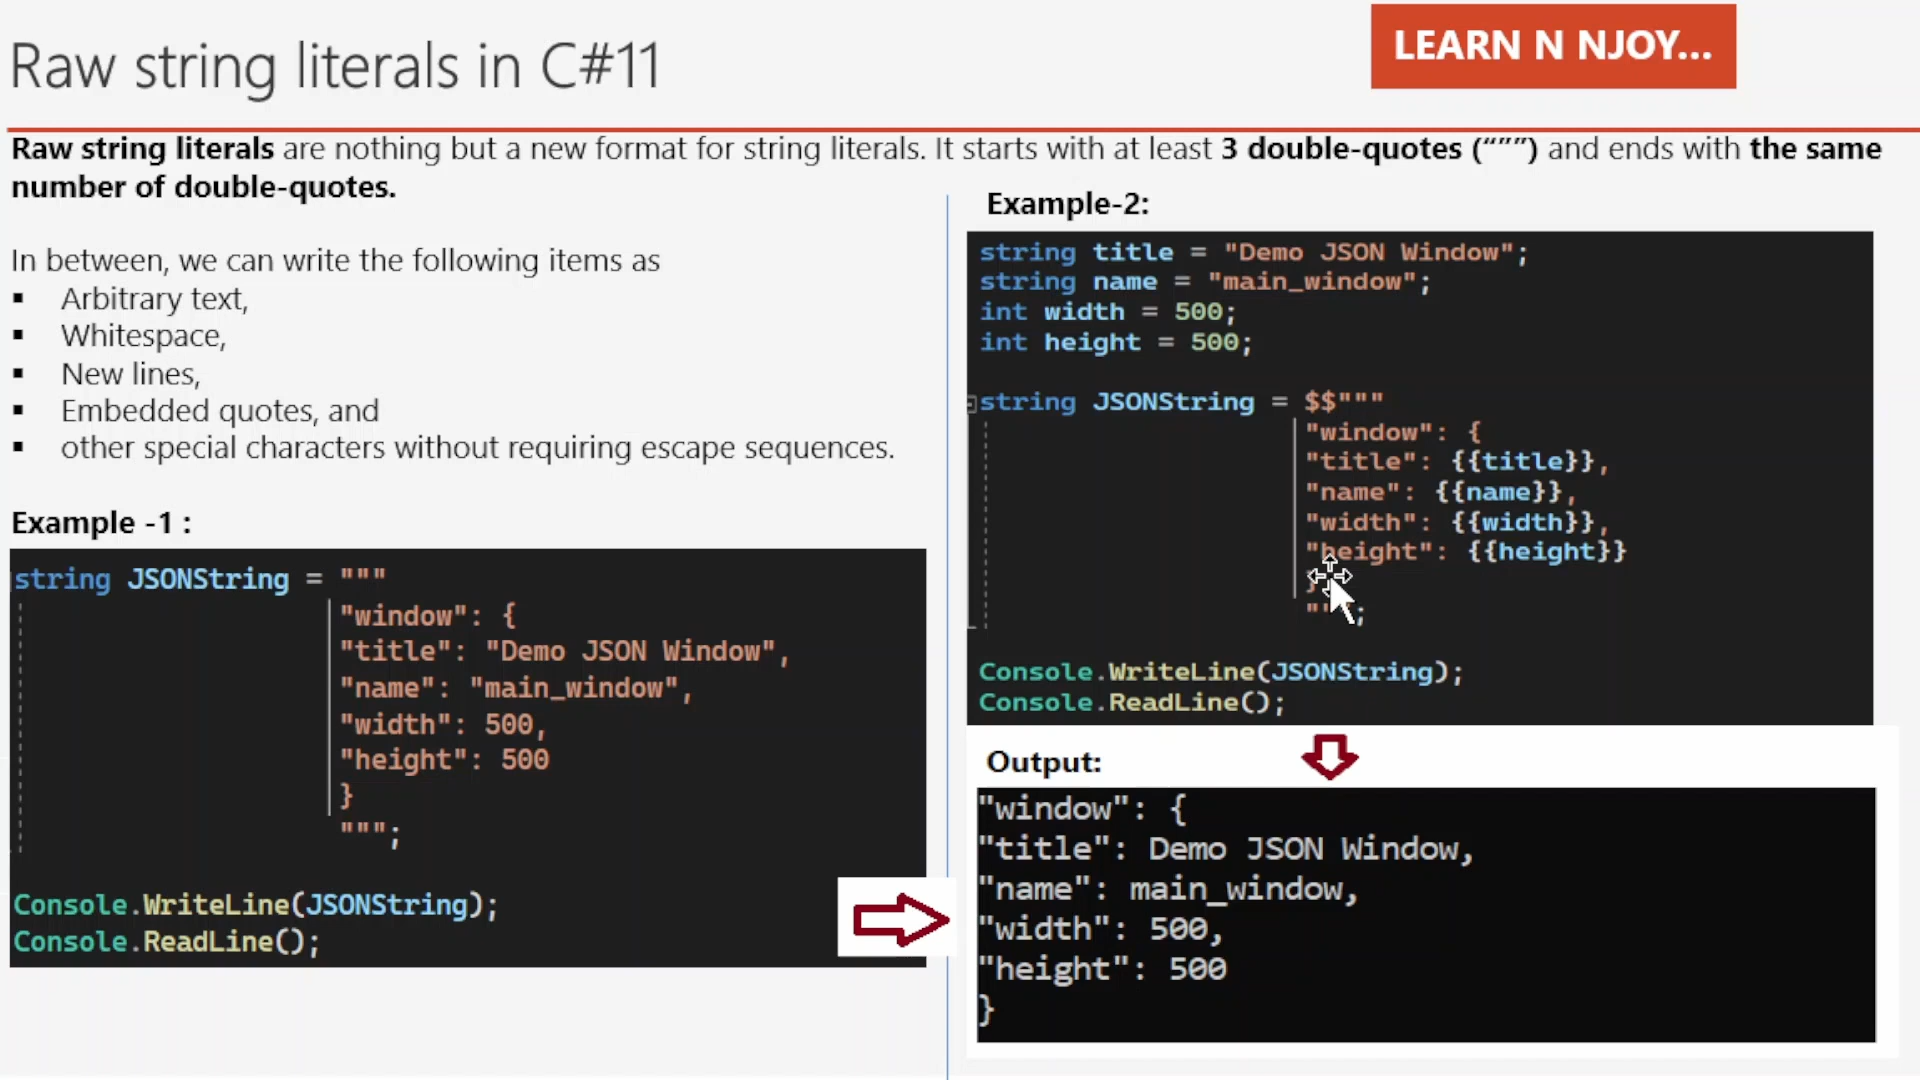 Raw string literals in C#11
LEARN N NJOY...
Raw string literals are nothing but a new format for string literals. It starts with at least 3 double-quotes (“””) and ends with the same
number of double-quotes.
In between, we can write the following items as
▪ Arbitrary text,
▪ Whitespace,
▪ New lines,
▪ Embedded quotes, and
▪ other special characters without requiring escape sequences.
Example -1 :
string JSONString = """
"window": {
"title": "Demo JSON Window",
"name": "main_window",
"width": 500,
"height": 500
}
""";
Console.WriteLine(JSONString);
Console.ReadLine();
Example-2:
string title = "Demo JSON Window";
string name = "main_window";
int width = 500;
int height = 500;
string JSONString = $$"""
"window": {
"title": {{title}},
"name": {{name}},
"width": {{width}},
"height": {{height}}
}
""";
Console.WriteLine(JSONString);
Console.ReadLine();
Output:
"window": {
"title": Demo JSON Window,
"name": main_window,
"width": 500,
"height": 500
}